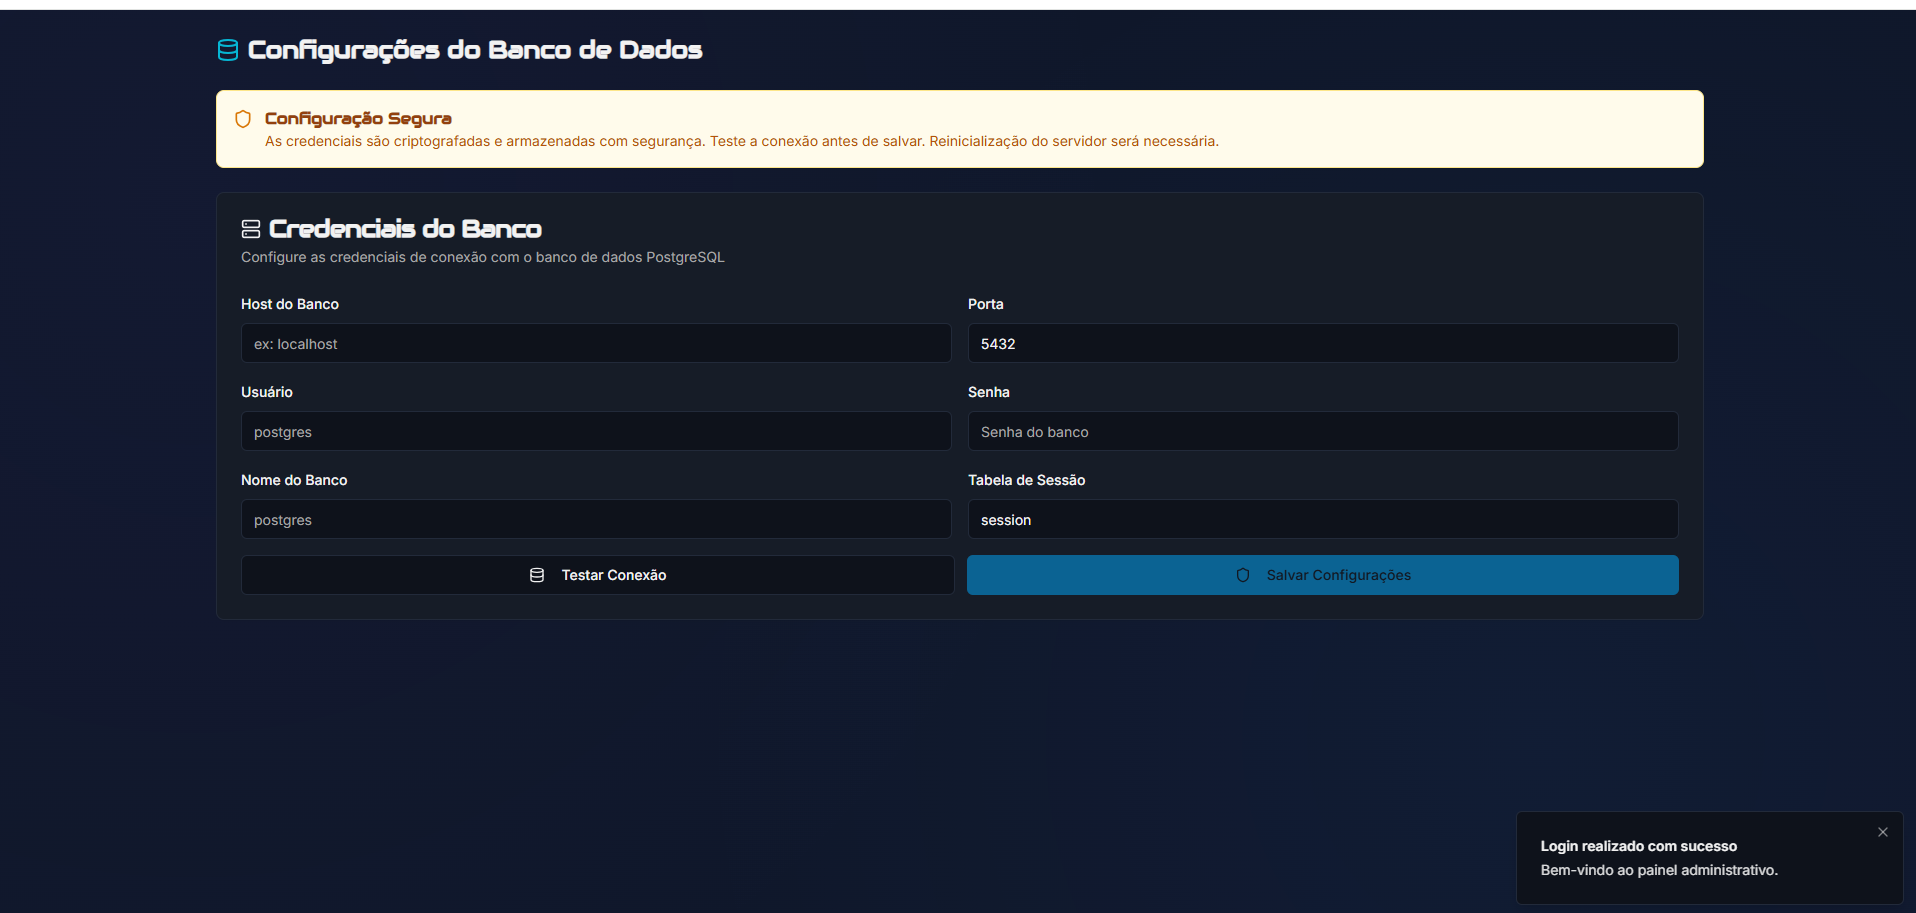 Configurações do Banco de Dados
Configuração Segura
As credenciais são criptografadas e armazenadas com segurança. Teste a conexão antes de salvar. Reinicialização do servidor será necessária.
Credenciais do Banco
Configure as credenciais de conexão com o banco de dados PostgreSQL
Host do Banco
ex: localhost
Porta
5432
Usuário
postgres
Senha
Senha do banco
Nome do Banco
postgres
Tabela de Sessão
session
Testar Conexão
Salvar Configurações
Login realizado com sucesso
Bem-vindo ao painel administrativo.